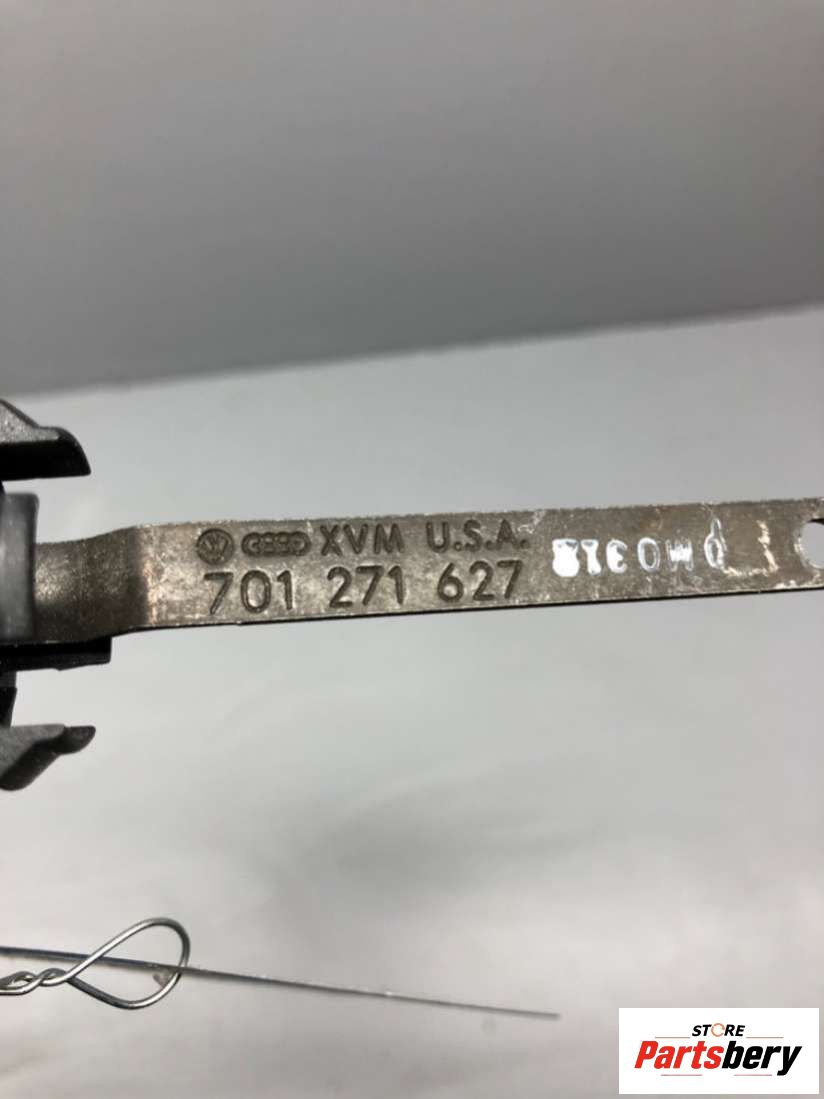 XVM U.S.A.
701 271 627
STORE
Partsbery